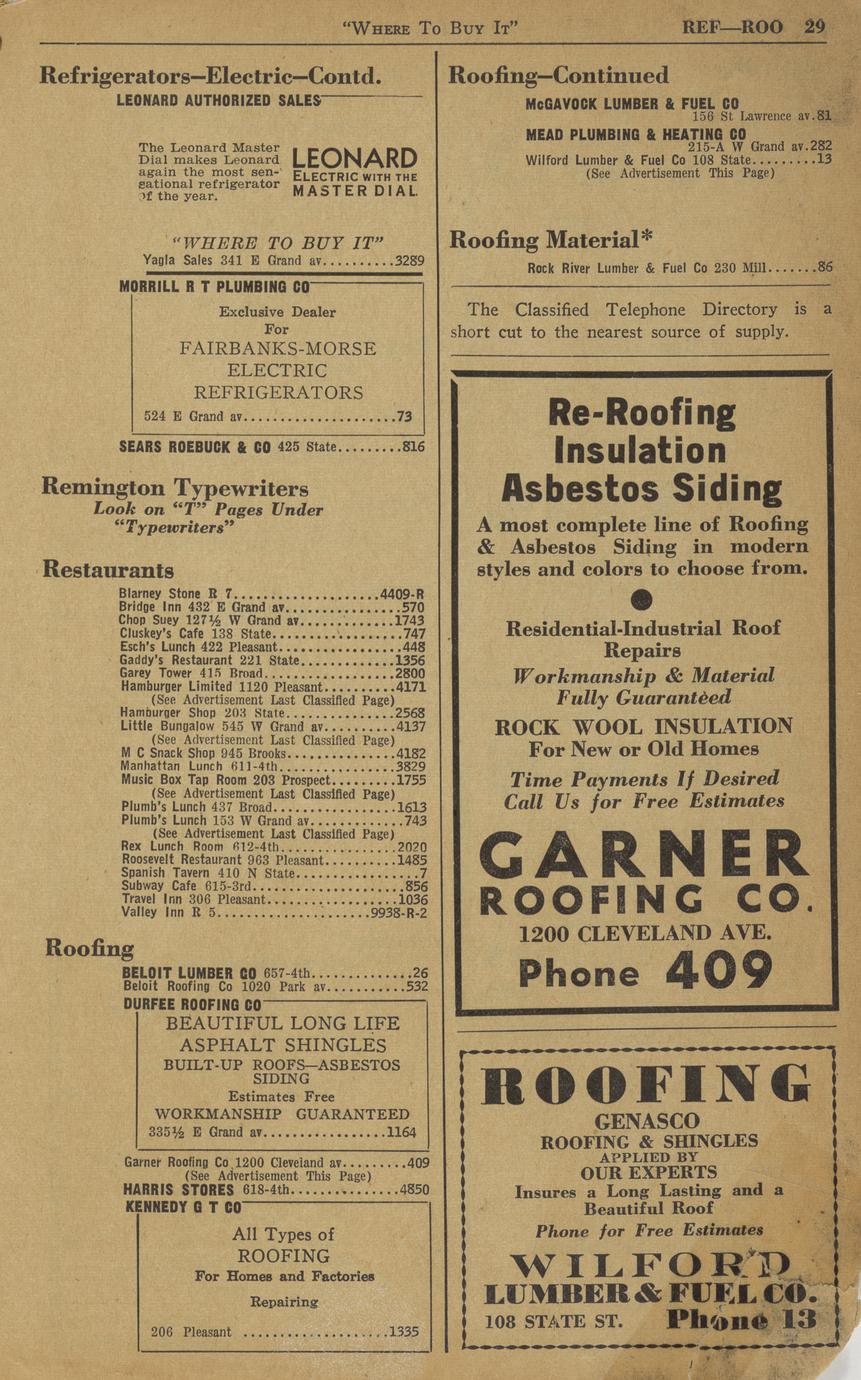 "WHERE TO BUY IT" REF—ROO 29
Refrigerators—Electric—Contd.
LEONARD AUTHORIZED SALES
The Leonard Master
Dial makes Leonard
again the most sen-
sational refrigerator
of the year.
LEONARD
ELECTRIC WITH THE
MASTER DIAL.
"WHERE TO BUY IT"
Yagla Sales 341 E Grand av..........3289
MORRILL R T PLUMBING CO
Exclusive Dealer
For
FAIRBANKS-MORSE
ELECTRIC
REFRIGERATORS
524 E Grand av.....................73
SEARS ROEBUCK & CO 425 State.........816
Remington Typewriters
Look on "T" Pages Under
"Typewriters"
Restaurants
Blarney Stone R 7....................4409-R
Bridge Inn 432 E Grand av................570
Chop Suey 127½ W Grand av.............1743
Cluskey's Cafe 138 State..................747
Esch's Lunch 422 Pleasant.................448
Gaddy's Restaurant 221 State.............1356
Garey Tower 415 Broad..................2800
Hamburger Limited 1120 Pleasant..........4171
(See Advertisement Last Classified Page)
Hamburger Shop 203 State...............2568
Little Bungalow 545 W Grand av..........4137
(See Advertisement Last Classified Page)
M C Snack Shop 945 Brooks...............4182
Manhattan Lunch 611-4th................3829
Music Box Tap Room 203 Prospect.........1755
(See Advertisement Last Classified Page)
Plumb's Lunch 437 Broad.................1613
Plumb's Lunch 153 W Grand av.............743
(See Advertisement Last Classified Page)
Rex Lunch Room 612-4th................2020
Roosevelt Restaurant 963 Pleasant..........1485
Spanish Tavern 410 N State.................7
Subway Cafe 615-3rd.....................856
Travel Inn 306 Pleasant..................1036
Valley Inn R 5.....................9938-R-2
Roofing
BELOIT LUMBER CO 657-4th..............26
Beloit Roofing Co 1020 Park av...........532
DURFEE ROOFING CO
BEAUTIFUL LONG LIFE
ASPHALT SHINGLES
BUILT-UP ROOFS—ASBESTOS
SIDING
Estimates Free
WORKMANSHIP GUARANTEED
335½ E Grand av.................1164
Garner Roofing Co 1200 Cleveland av.........409
(See Advertisement This Page)
HARRIS STORES 618-4th...............4850
KENNEDY G T CO
All Types of
ROOFING
For Homes and Factories
Repairing
206 Pleasant ....................1335
Roofing—Continued
McGAVOCK LUMBER & FUEL CO
156 St Lawrence av.81
MEAD PLUMBING & HEATING CO
215-A W Grand av.282
Wilford Lumber & Fuel Co 108 State.........13
(See Advertisement This Page)
Roofing Material*
Rock River Lumber & Fuel Co 230 Mill.......86
The Classified Telephone Directory is a
short cut to the nearest source of supply.
Re-Roofing
Insulation
Asbestos Siding
A most complete line of Roofing
& Asbestos Siding in modern
styles and colors to choose from.
Residential-Industrial Roof
Repairs
Workmanship & Material
Fully Guaranteed
ROCK WOOL INSULATION
For New or Old Homes
Time Payments If Desired
Call Us for Free Estimates
GARNER
ROOFING CO.
1200 CLEVELAND AVE.
Phone 409
ROOFING
GENASCO
ROOFING & SHINGLES
APPLIED BY
OUR EXPERTS
Insures a Long Lasting and a
Beautiful Roof
Phone for Free Estimates
WILFORD
LUMBER & FUEL CO.
108 STATE ST. Phone 13